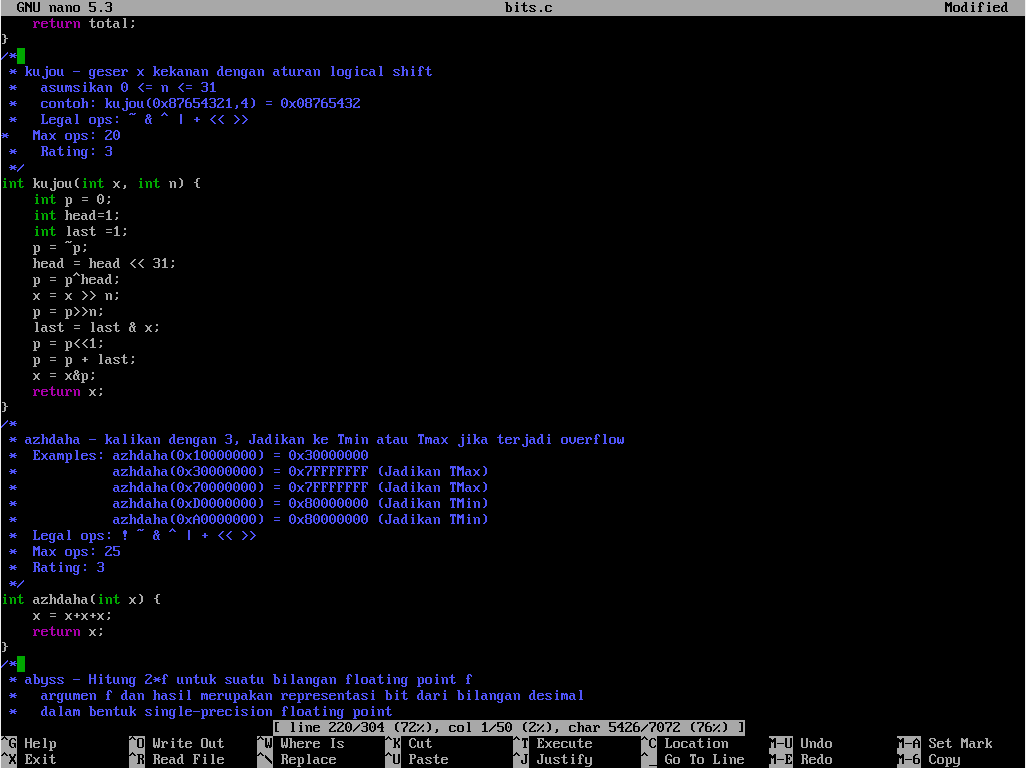 GNU nano 5.3 bits.c Modified
    return total;
}
/*
 * kujou - geser x kekanan dengan aturan logical shift
 *   asumsikan 0 <= n <= 31
 *   contoh: kujou(0x87654321,4) = 0x08765432
 *   Legal ops: ~ & ^ | + << >>
*   Max ops: 20
 *   Rating: 3
 */
int kujou(int x, int n) {
    int p = 0;
    int head=1;
    int last =1;
    p = ~p;
    head = head << 31;
    p = p^head;
    x = x >> n;
    p = p>>n;
    last = last & x;
    p = p<<1;
    p = p + last;
    x = x&p;
    return x;
}
/*
 * azhdaha - kalikan dengan 3, Jadikan ke Tmin atau Tmax jika terjadi overflow
 *  Examples: azhdaha(0x10000000) = 0x30000000
 *            azhdaha(0x30000000) = 0x7FFFFFFF (Jadikan TMax)
 *            azhdaha(0x70000000) = 0x7FFFFFFF (Jadikan TMax)
 *            azhdaha(0xD0000000) = 0x80000000 (Jadikan TMin)
 *            azhdaha(0xA0000000) = 0x80000000 (Jadikan TMin)
 *  Legal ops: ! ~ & ^ | + << >>
 *  Max ops: 25
 *  Rating: 3
 */
int azhdaha(int x) {
    x = x+x+x;
    return x;
}
/*
 * abyss - Hitung 2*f untuk suatu bilangan floating point f
 *   argumen f dan hasil merupakan representasi bit dari bilangan desimal
 *   dalam bentuk single-precision floating point
[ line 220/304 (72%), col 1/50 (2%), char 5426/7072 (76%) ]
^G Help ^O Write Out ^W Where Is ^K Cut ^T Execute ^C Location M-U Undo M-A Set Mark
^X Exit ^R Read File ^\ Replace ^U Paste ^J Justify ^_ Go To Line M-E Redo M-6 Copy